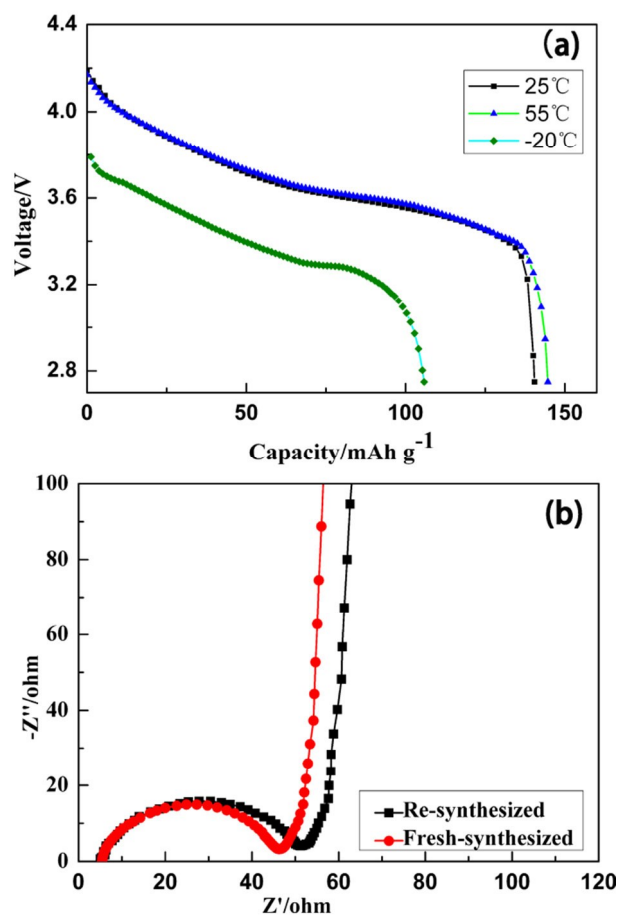 (a)
25℃
55℃
-20℃
4.4
4.0
3.6
3.2
2.8
Voltage/V
0 50 100 150
Capacity/mAh g-1
(b)
100
80
60
40
20
0
-Z''/ohm
Re-synthesized
Fresh-synthesized
0 20 40 60 80 100 120
Z'/ohm